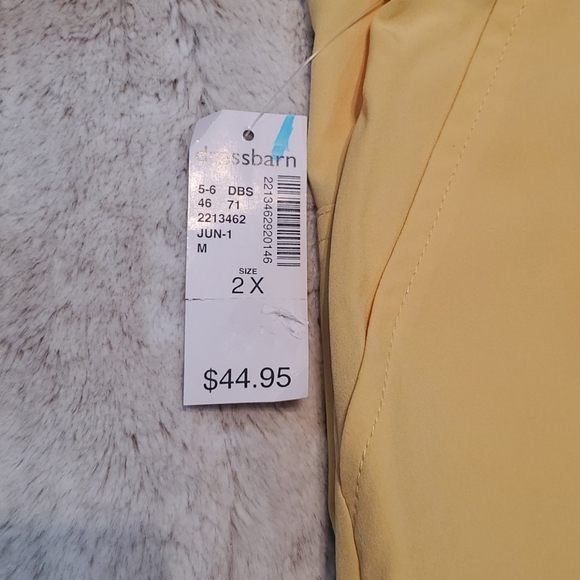 dressbarn
5-6 DBS
46 71
2213462
JUN-1
M
2213462920146
SIZE
2X
$44.95